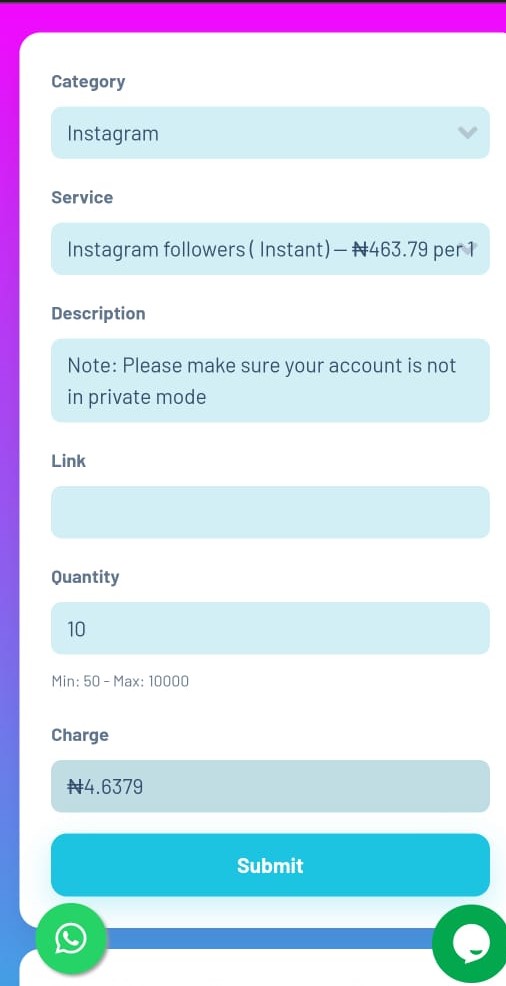 Category
Instagram
Service
Instagram followers ( Instant) – ₦463.79 per 1
Description
Note: Please make sure your account is not
in private mode
Link
Quantity
10
Min: 50 - Max: 10000
Charge
₦4.6379
Submit